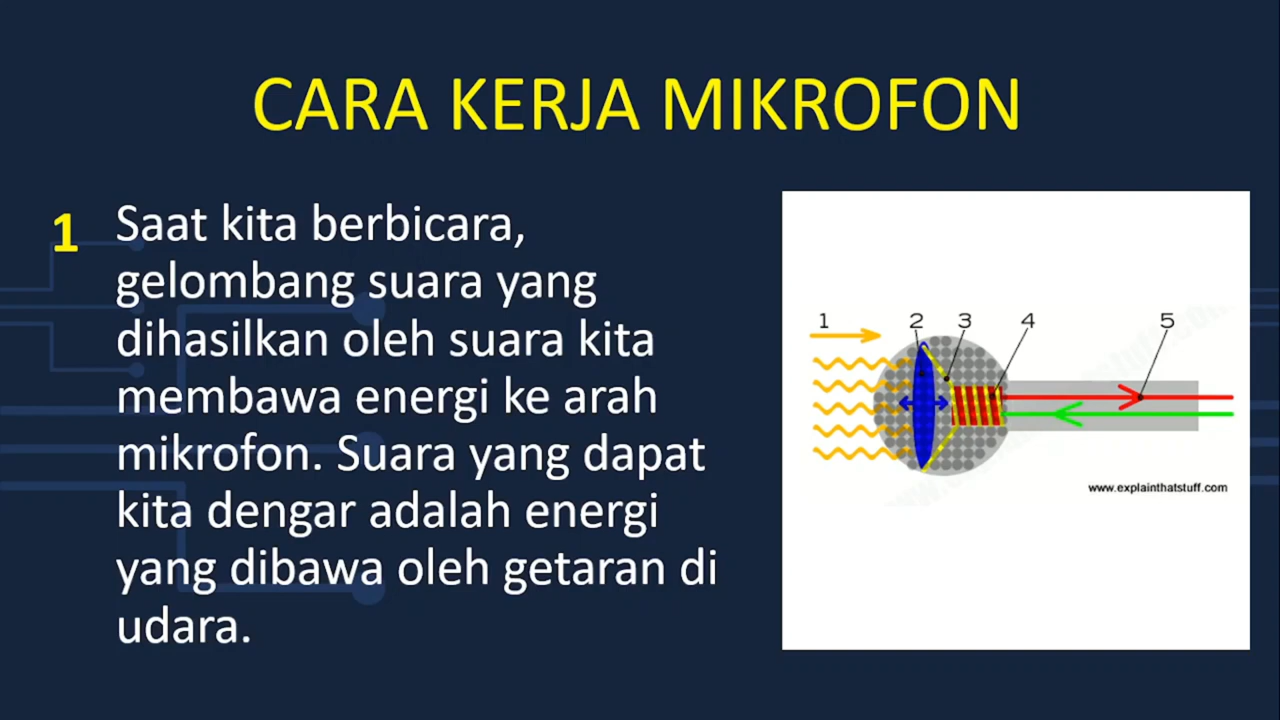 CARA KERJA MIKROFON
1
Saat kita berbicara,
gelombang suara yang
dihasilkan oleh suara kita
membawa energi ke arah
mikrofon. Suara yang dapat
kita dengar adalah energi
yang dibawa oleh getaran di
udara.
1 2 3 4 5
www.explainthatstuff.com